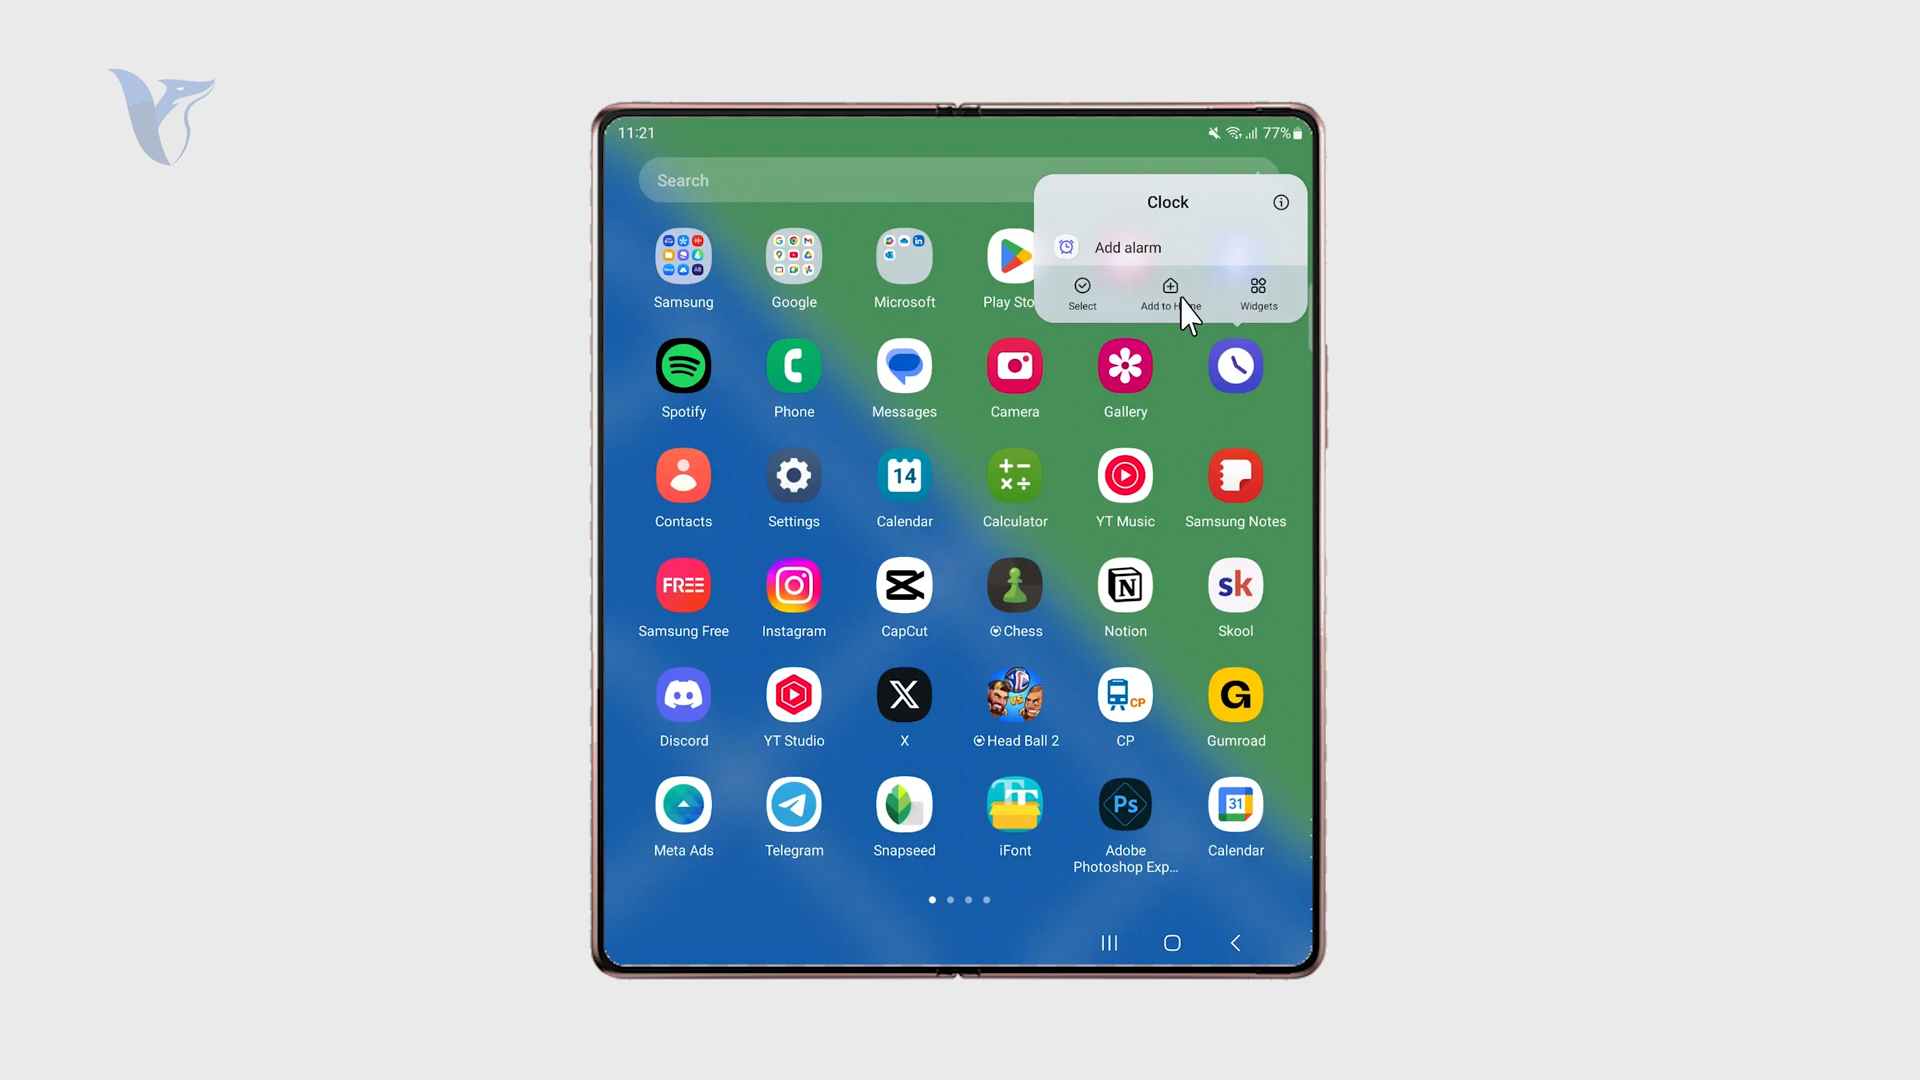 11:21
77%
Search
Clock
Add alarm
Select
Add to Home
Widgets
Samsung
Google
Microsoft
Play Sto
Spotify
Phone
Messages
Camera
Gallery
14
Contacts
Settings
Calendar
Calculator
YT Music
Samsung Notes
FREE
N
sk
Samsung Free
Instagram
CapCut
Chess
Notion
Skool
X
VS
CP
G
Discord
YT Studio
X
Head Ball 2
CP
Gumroad
Ps
31
Meta Ads
Telegram
Snapseed
iFont
Adobe
Photoshop Exp...
Calendar